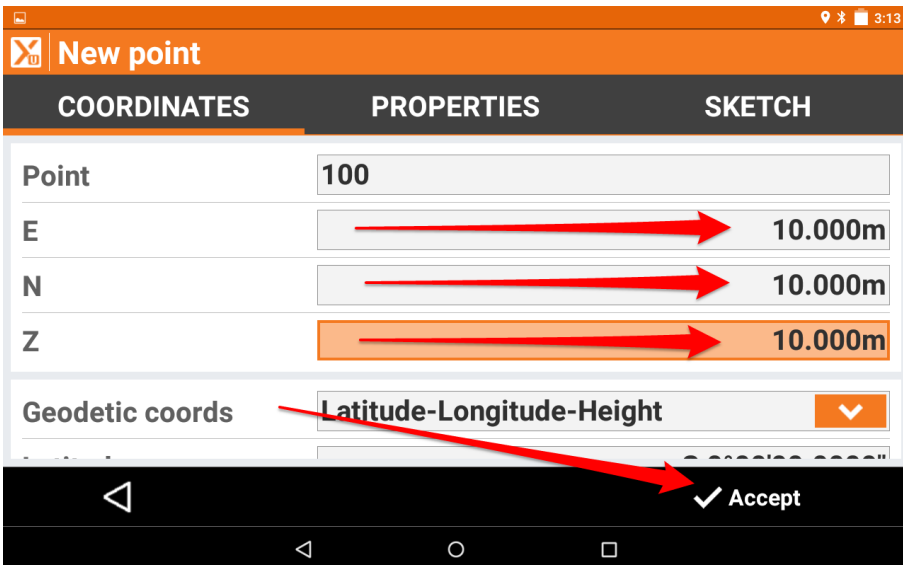 3:13
X U New point
COORDINATES PROPERTIES SKETCH
Point 100
E 10.000m
N 10.000m
Z 10.000m
Geodetic coords Latitude-Longitude-Height
Accept